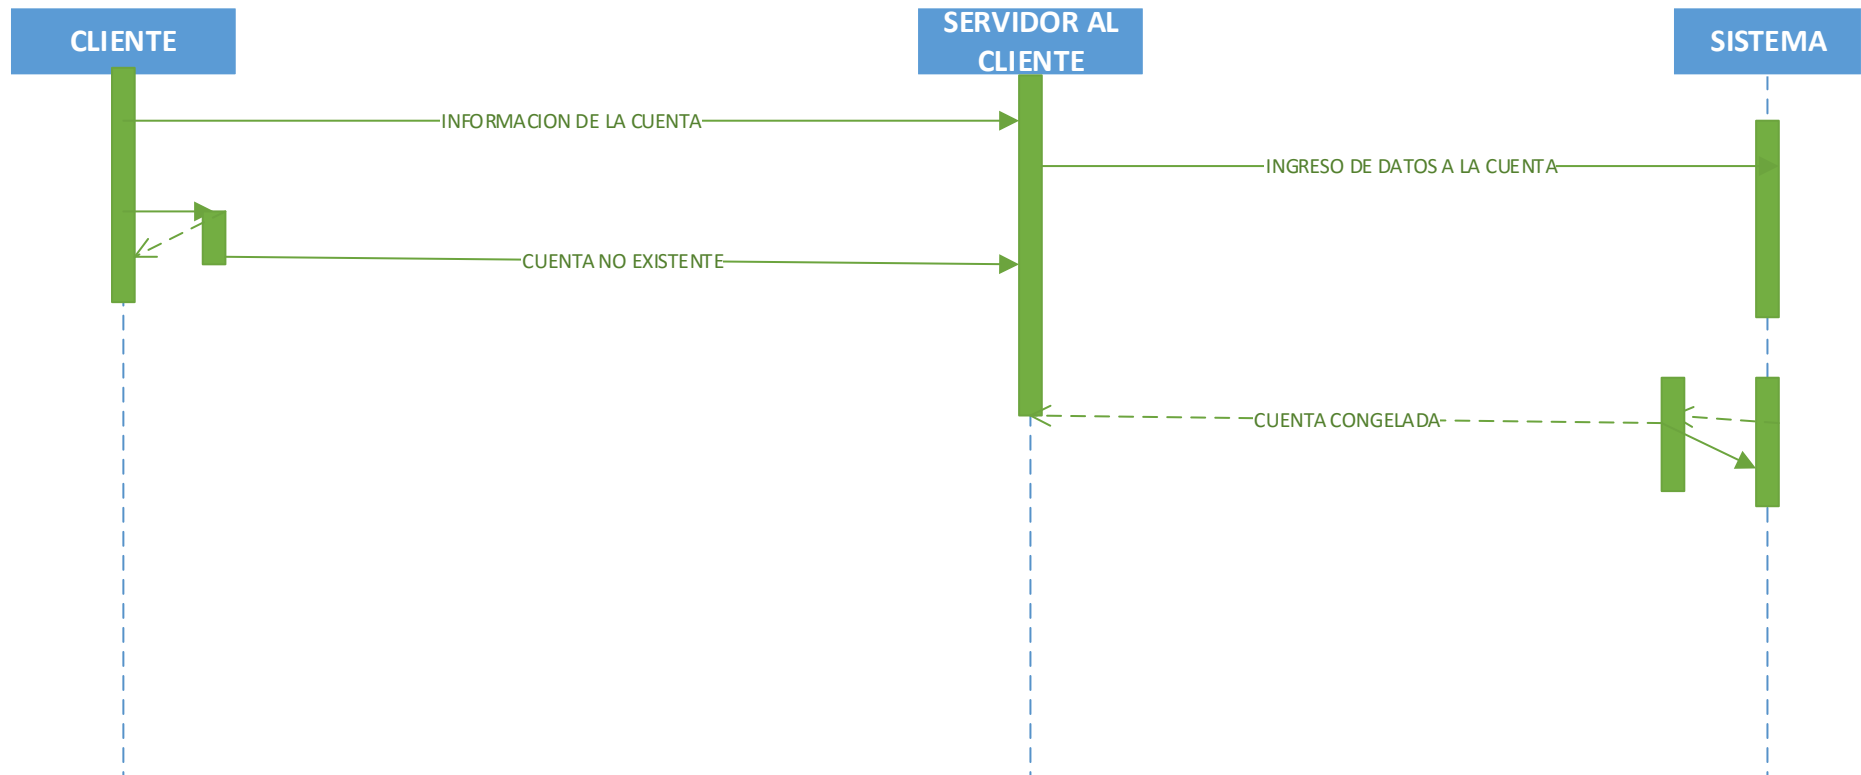 CLIENTE
SERVIDOR AL
CLIENTE
SISTEMA
INFORMACION DE LA CUENTA
INGRESO DE DATOS A LA CUENTA
CUENTA NO EXISTENTE
CUENTA CONGELADA